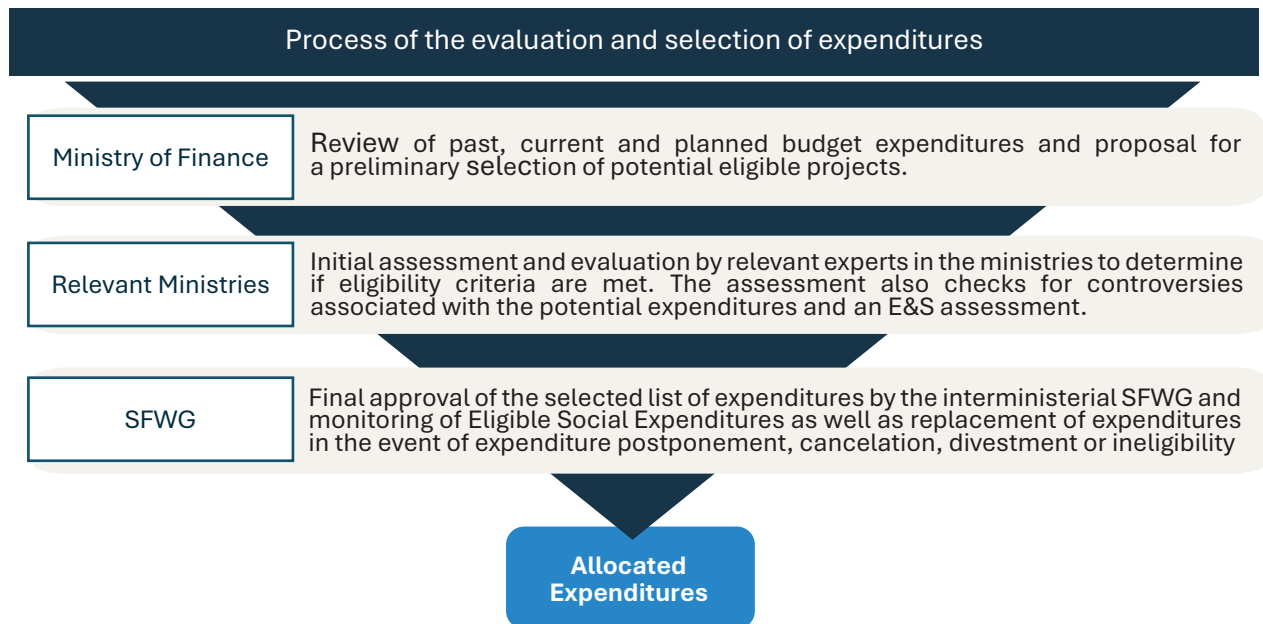 Process of the evaluation and selection of expenditures
Ministry of Finance
Review of past, current and planned budget expenditures and proposal for
a preliminary selection of potential eligible projects.
Relevant Ministries
Initial assessment and evaluation by relevant experts in the ministries to determine
if eligibility criteria are met. The assessment also checks for controversies
associated with the potential expenditures and an E&S assessment.
SFWG
Final approval of the selected list of expenditures by the interministerial SFWG and
monitoring of Eligible Social Expenditures as well as replacement of expenditures
in the event of expenditure postponement, cancelation, divestment or ineligibility
Allocated
Expenditures